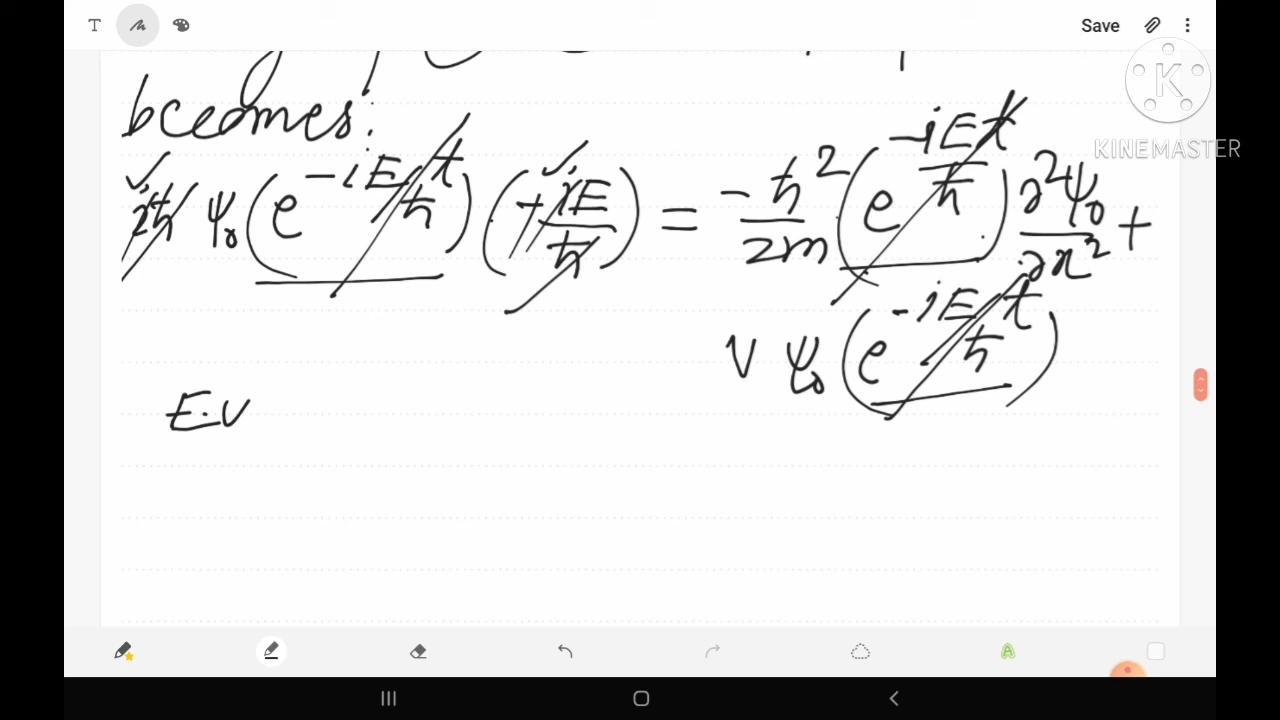 T Save
K
KINEMASTER
becomes:
iħ ψ₀ (e^{-iEt/ħ}) (+iE/ħ) = -ħ²/2m (e^{-iEt/ħ}) ∂²ψ₀/∂x² +
V ψ₀ (e^{-iEt/ħ})
E.v
A